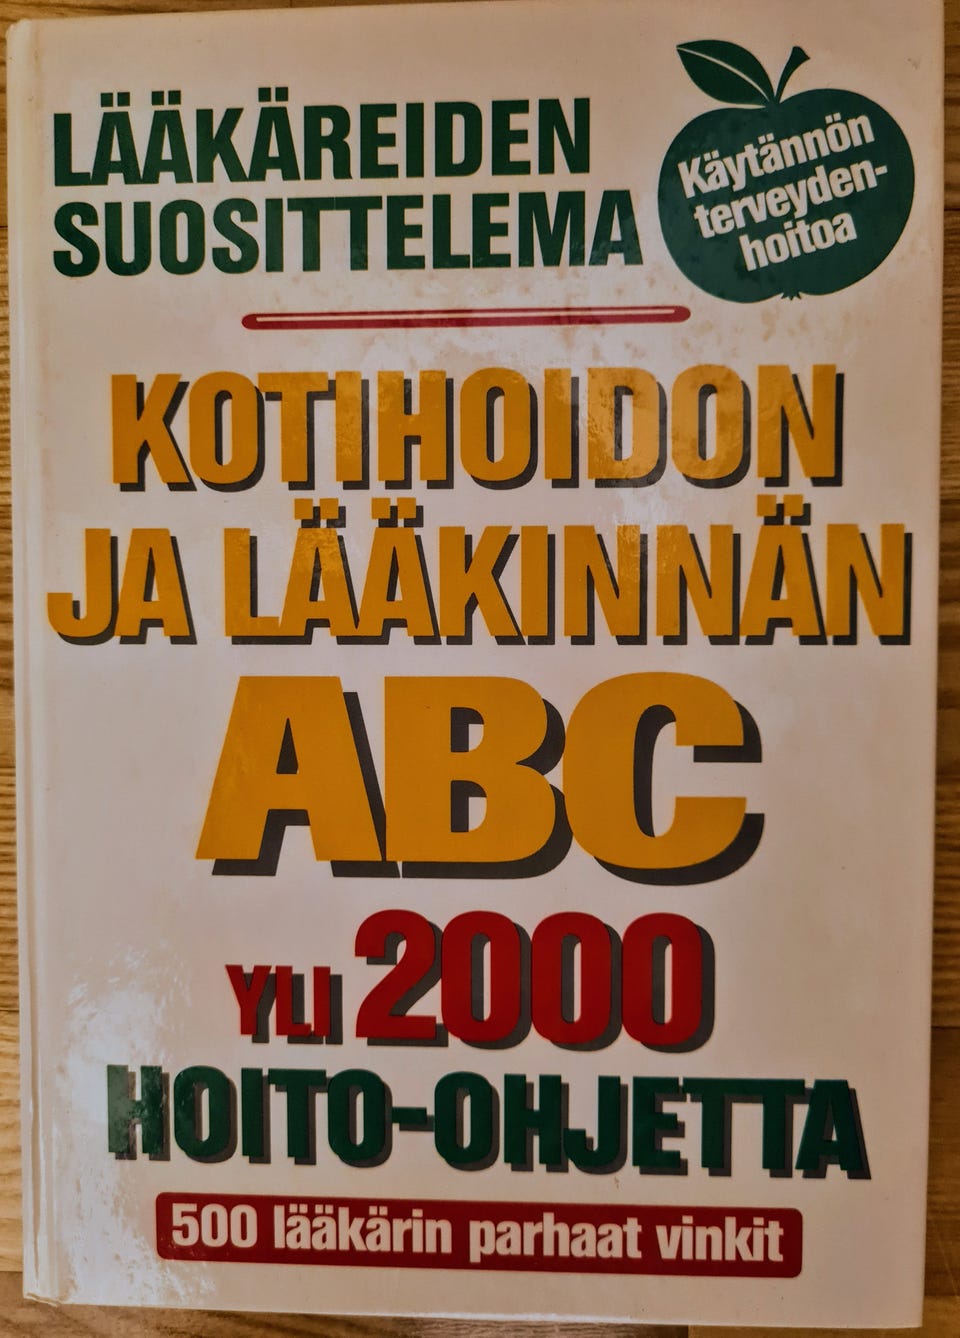 LÄÄKÄREIDEN
SUOSITTELEMA
Käytännön
terveyden-
hoitoa
KOTIHOIDON
JA LÄÄKINNÄN
ABC
YLI 2000
HOITO-OHJETTA
500 lääkärin parhaat vinkit